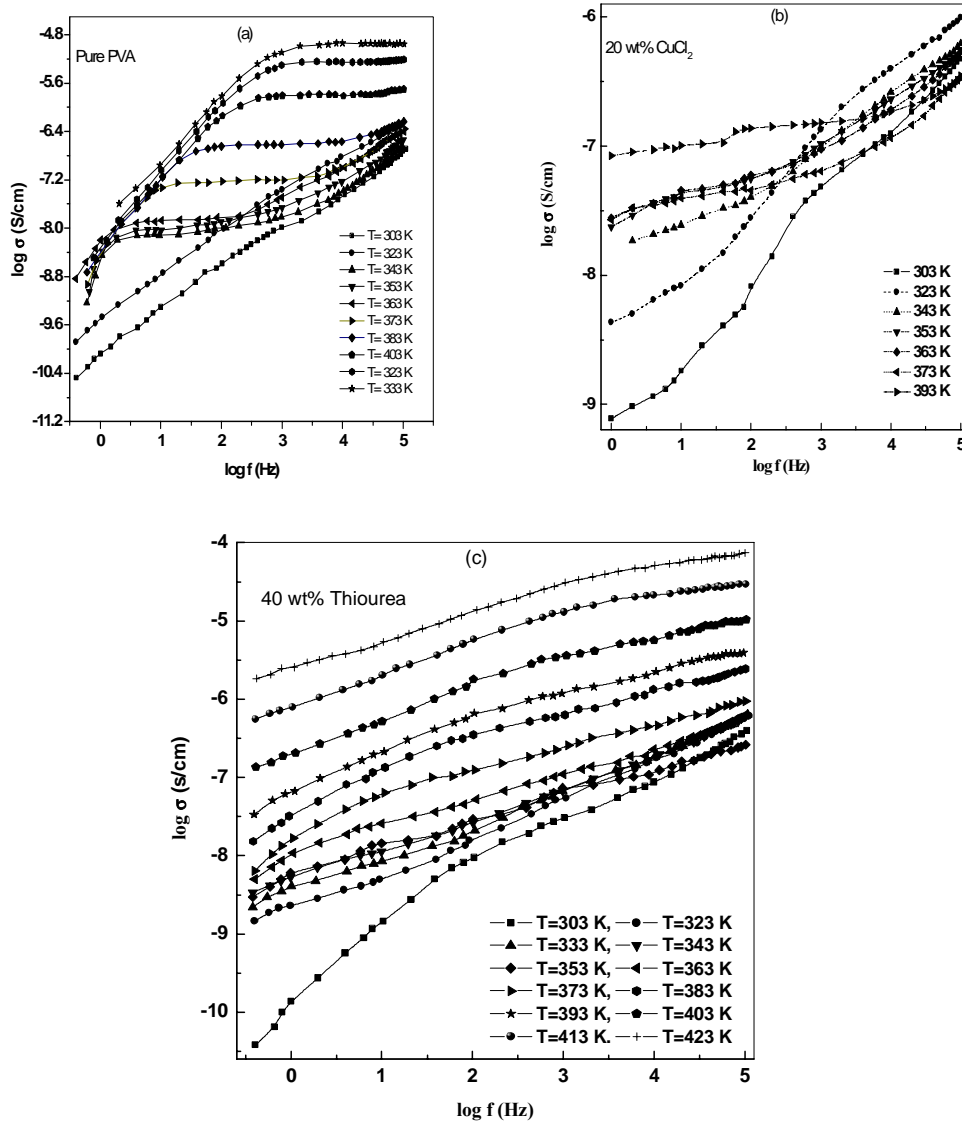 (a)
Pure PVA
-4.8
-5.6
-6.4
-7.2
-8.0
-8.8
-9.6
-10.4
-11.2
log σ (S/cm)
T= 303 K
T= 323 K
T= 343 K
T= 353 K
T= 363 K
T= 373 K
T= 383 K
T= 403 K
T= 323 K
T= 333 K
0 1 2 3 4 5
log f (Hz)
(b)
20 wt% CuCl2
-6
-7
-8
-9
log σ (S/cm)
303 K
323 K
343 K
353 K
363 K
373 K
393 K
0 1 2 3 4 5
log f (Hz)
(c)
40 wt% Thiourea
-4
-5
-6
-7
-8
-9
-10
log σ (s/cm)
T=303 K, T=323 K
T=333 K, T=343 K
T=353 K, T=363 K
T=373 K, T=383 K
T=393 K, T=403 K
T=413 K. T=423 K
0 1 2 3 4 5
log f (Hz)